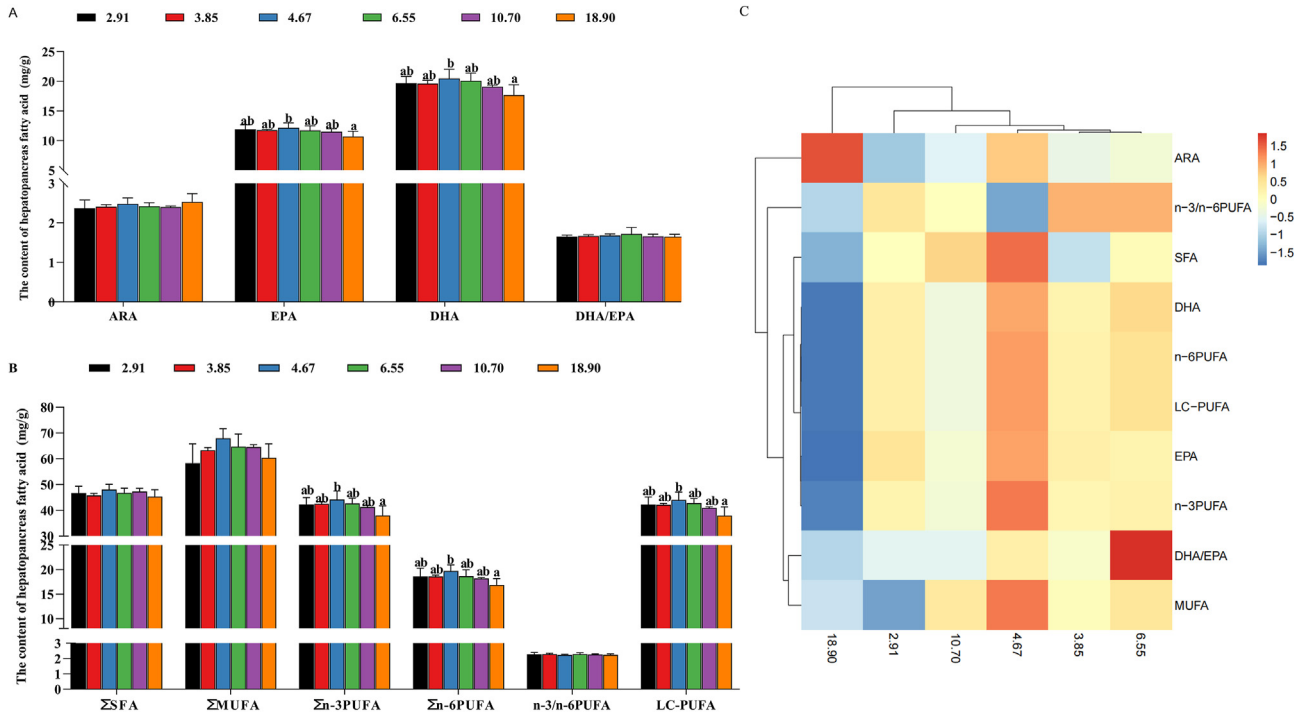 A
2.91 3.85 4.67 6.55 10.70 18.90
The content of hepatopancreas fatty acid (mg/g)
25
20
15
10
5
3
2
1
0
ab ab b ab ab a
ab ab b ab ab a
ARA EPA DHA DHA/EPA
B
2.91 3.85 4.67 6.55 10.70 18.90
The content of hepatopancreas fatty acid (mg/g)
80
70
60
50
40
30
25
20
15
10
3
2
1
0
ab ab b ab ab a
ab ab b ab ab a
ab ab b ab ab a
ΣSFA ΣMUFA Σn-3PUFA Σn-6PUFA n-3/n-6PUFA LC-PUFA
C
ARA
n-3/n-6PUFA
SFA
DHA
n-6PUFA
LC-PUFA
EPA
n-3PUFA
DHA/EPA
MUFA
18.90 2.91 10.70 4.67 3.85 6.55
1.5
1
0.5
0
−0.5
−1
−1.5